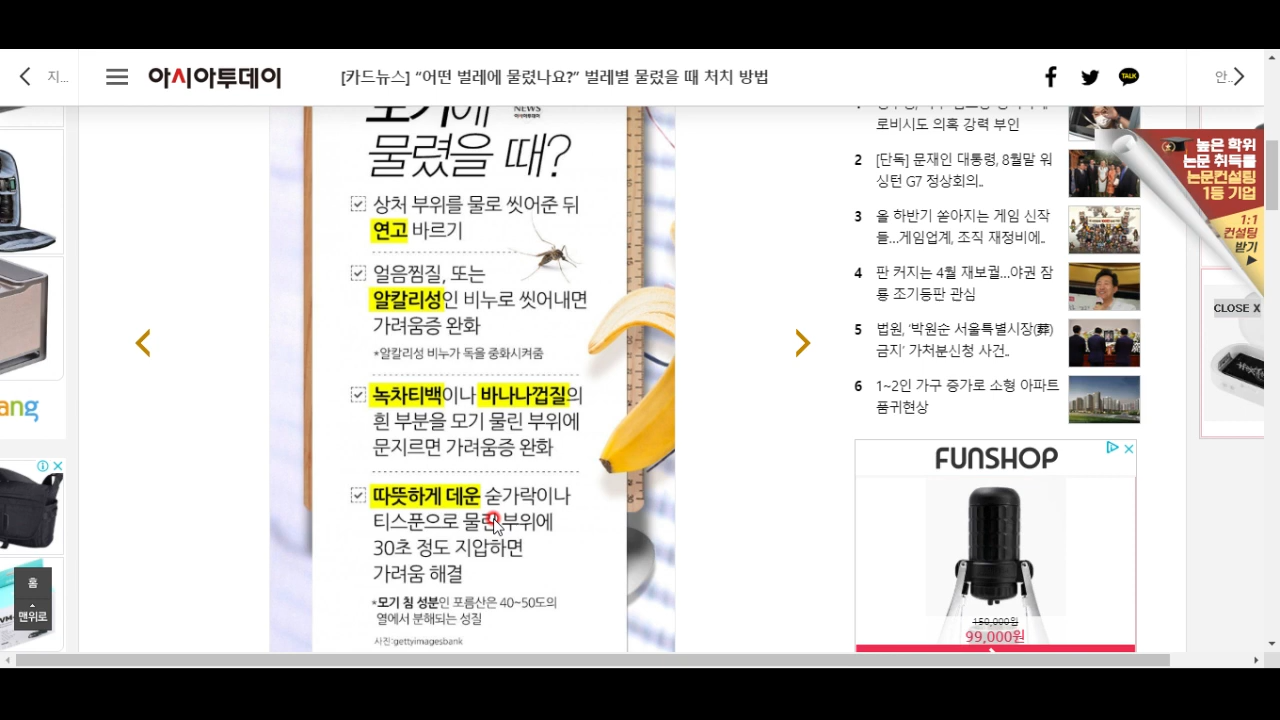 지...
아시아투데이
[카드뉴스] “어떤 벌레에 물렸나요?” 벌레별 물렸을 때 처치 방법
TALK
안..
모기에
NEWS
아시아투데이
물렸을 때?
상처 부위를 물로 씻어준 뒤
연고 바르기
얼음찜질, 또는
알칼리성인 비누로 씻어내면
가려움증 완화
*알칼리성 비누가 독을 중화시켜줌
녹차티백이나 바나나껍질의
흰 부분을 모기 물린 부위에
문지르면 가려움증 완화
따뜻하게 데운 숟가락이나
티스푼으로 물린 부위에
30초 정도 지압하면
가려움 해결
*모기 침 성분인 포름산은 40~50도의
열에서 분해되는 성질
사진:gettyimagesbank
로비시도 의혹 강력 부인
2 [단독] 문재인 대통령, 8월말 워
싱턴 G7 정상회의..
3 올 하반기 쏟아지는 게임 신작
들…게임업계, 조직 재정비에..
4 판 커지는 4월 재보궐…야권 잠
룡 조기등판 관심
5 법원, ‘박원순 서울특별시장(葬)
금지’ 가처분신청 사건..
6 1~2인 가구 증가로 소형 아파트
품귀현상
FUNSHOP
150,000원
99,000원
높은 학위
논문 취득률
논문컨설팅
1등 기업
1:1
컨설팅
받기
CLOSE X
ang
홈
맨위로